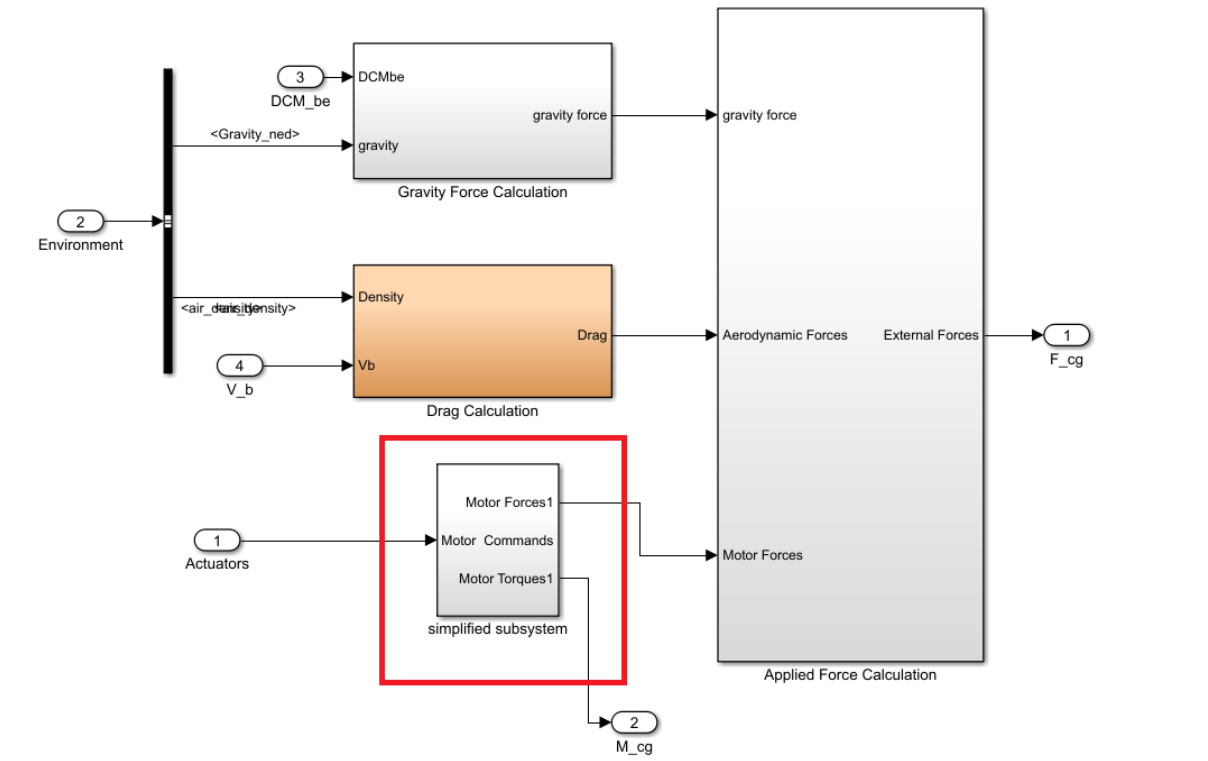 3
DCMbe
DCM_be
gravity force
gravity force
<Gravity_ned>
gravity
Gravity Force Calculation
2
Environment
Density
<air_density>
4
Vb
V_b
Drag
Drag Calculation
Aerodynamic Forces
External Forces
1
F_cg
Motor Forces1
1
Motor Commands
Actuators
Motor Torques1
simplified subsystem
Motor Forces
Applied Force Calculation
2
M_cg